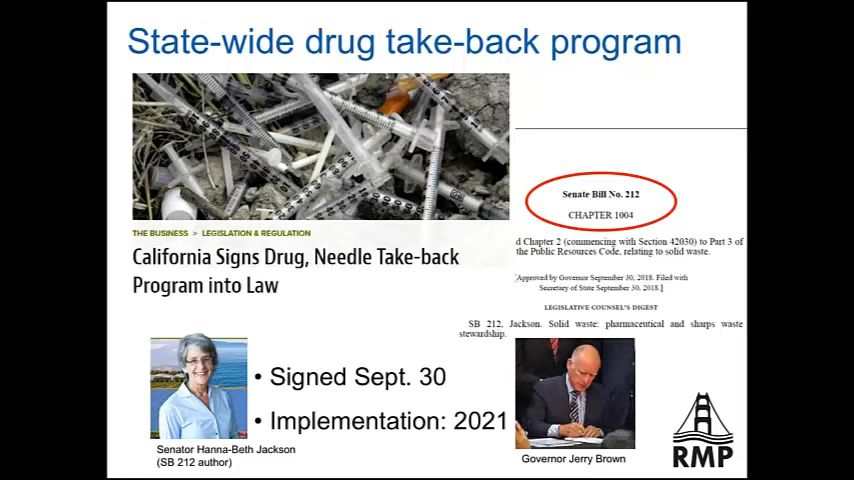 State-wide drug take-back program
THE BUSINESS > LEGISLATION & REGULATION
California Signs Drug, Needle Take-back
Program into Law
Senate Bill No. 212
CHAPTER 1004
d Chapter 2 (commencing with Section 42030) to Part 3 of
the Public Resources Code, relating to solid waste.
[Approved by Governor September 30, 2018. Filed with
Secretary of State September 30, 2018.]
LEGISLATIVE COUNSEL'S DIGEST
SB 212, Jackson. Solid waste: pharmaceutical and sharps waste
stewardship.
• Signed Sept. 30
• Implementation: 2021
Senator Hanna-Beth Jackson
(SB 212 author)
Governor Jerry Brown
RMP